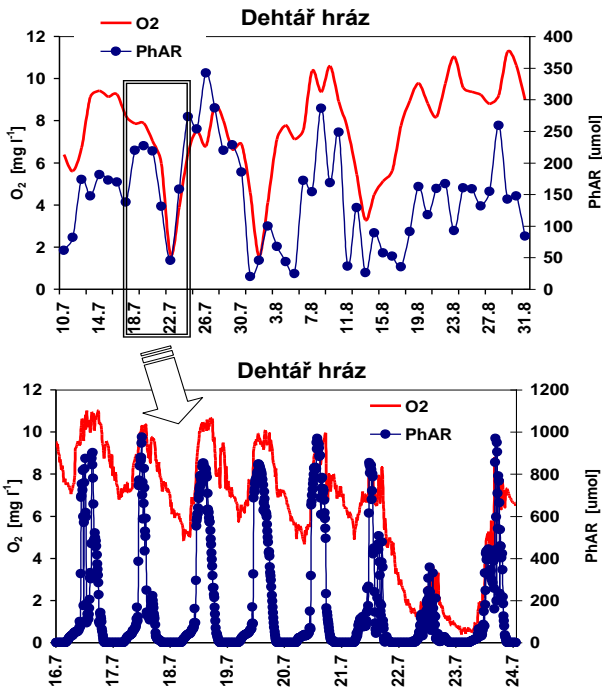 Dehtář hráz
O2
PhAR
12
10
8
6
4
2
0
O2 [mg l-1]
400
350
300
250
200
150
100
50
0
PhAR [umol]
10.7 14.7 18.7 22.7 26.7 30.7 3.8 7.8 11.8 15.8 19.8 23.8 27.8 31.8
Dehtář hráz
O2
PhAR
12
10
8
6
4
2
0
O2 [mg l-1]
1200
1000
800
600
400
200
0
PhAR [umol]
16.7 17.7 18.7 19.7 20.7 21.7 22.7 23.7 24.7